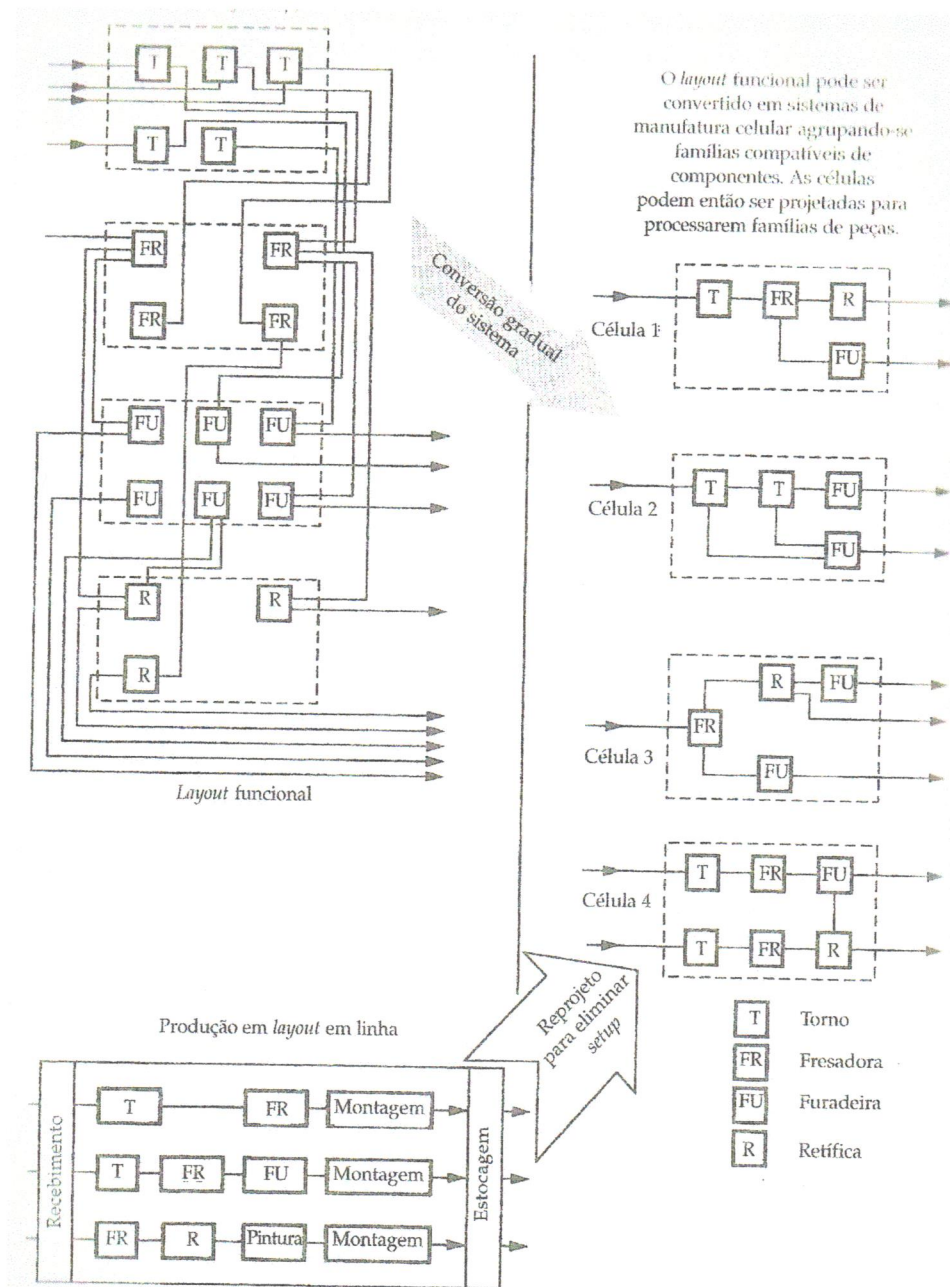 T
T
T
T
T
FR
FR
FR
FR
FU
FU
FU
FU
FU
FU
R
R
R
Layout funcional
Conversão gradual
do sistema
O layout funcional pode ser
convertido em sistemas de
manufatura celular agrupando-se
famílias compatíveis de
componentes. As células
podem então ser projetadas para
processarem famílias de peças.
Célula 1
T
FR
R
FU
Célula 2
T
T
FU
FU
Célula 3
FR
R
FU
FU
Célula 4
T
FR
FU
T
FR
R
Reprojeto
para eliminar
setup
T
Torno
FR
Fresadora
FU
Furadeira
R
Retífica
Produção em layout em linha
Recebimento
T
FR
Montagem
T
FR
FU
Montagem
FR
R
Pintura
Montagem
Estocagem